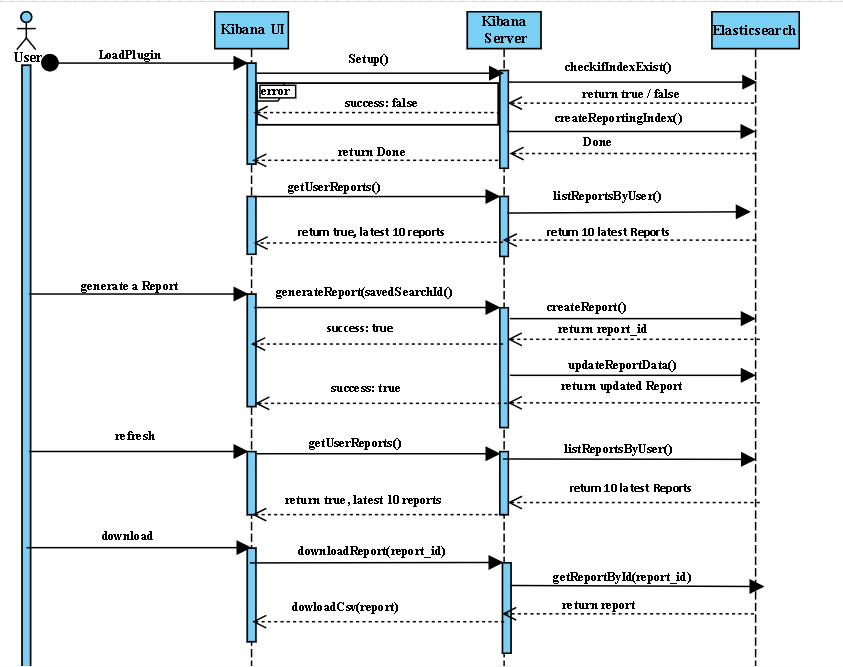 Kibana UI
Kibana
Server
Elasticsearch
User
LoadPlugin
Setup()
checkifIndexExist()
error
return true / false
success: false
createReportingIndex()
Done
return Done
getUserReports()
listReportsByUser()
return true, latest 10 reports
return 10 latest Reports
generate a Report
generateReport(savedSearchId()
createReport()
success: true
return report_id
updateReportData()
success: true
return updated Report
refresh
getUserReports()
listReportsByUser()
return 10 latest Reports
return true, latest 10 reports
download
downloadReport(report_id)
getReportById(report_id)
dowloadCsv(report)
return report